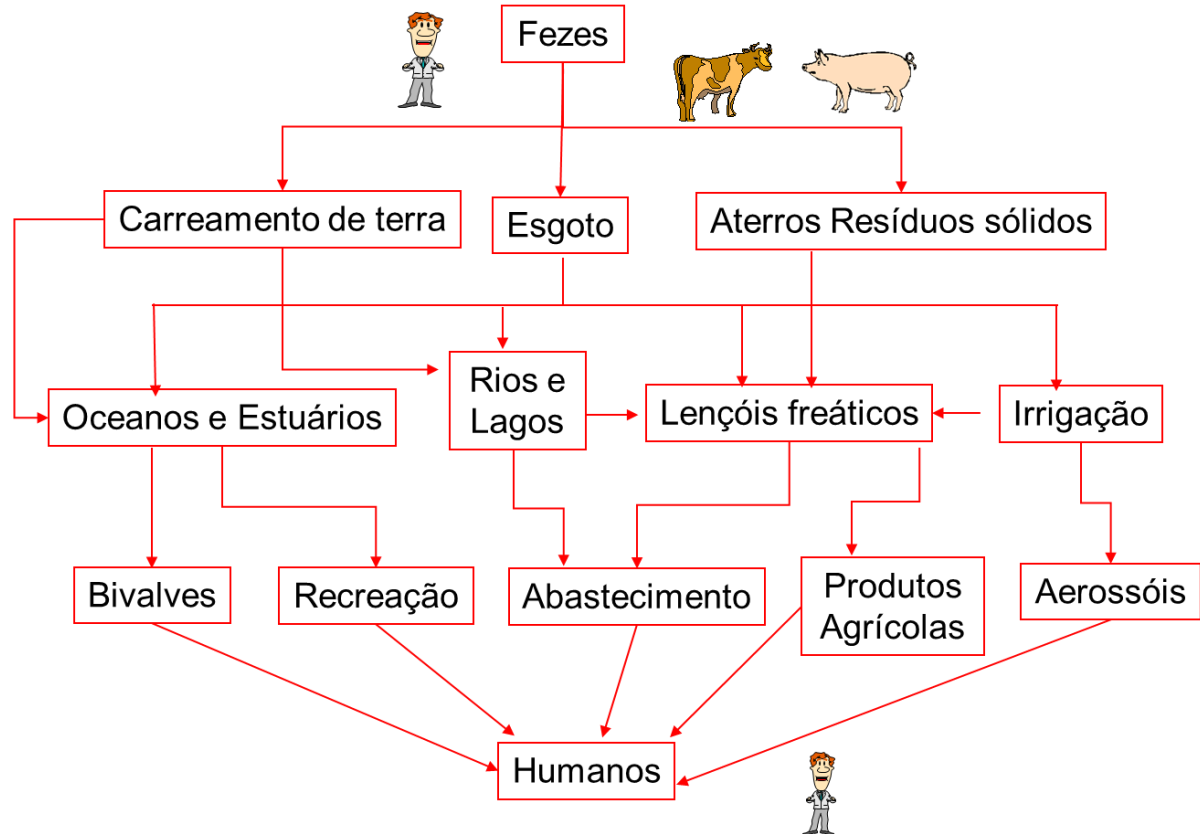 Fezes
Carreamento de terra
Esgoto
Aterros Resíduos sólidos
Oceanos e Estuários
Rios e
Lagos
Lençóis freáticos
Irrigação
Bivalves
Recreação
Abastecimento
Produtos
Agrícolas
Aerossóis
Humanos